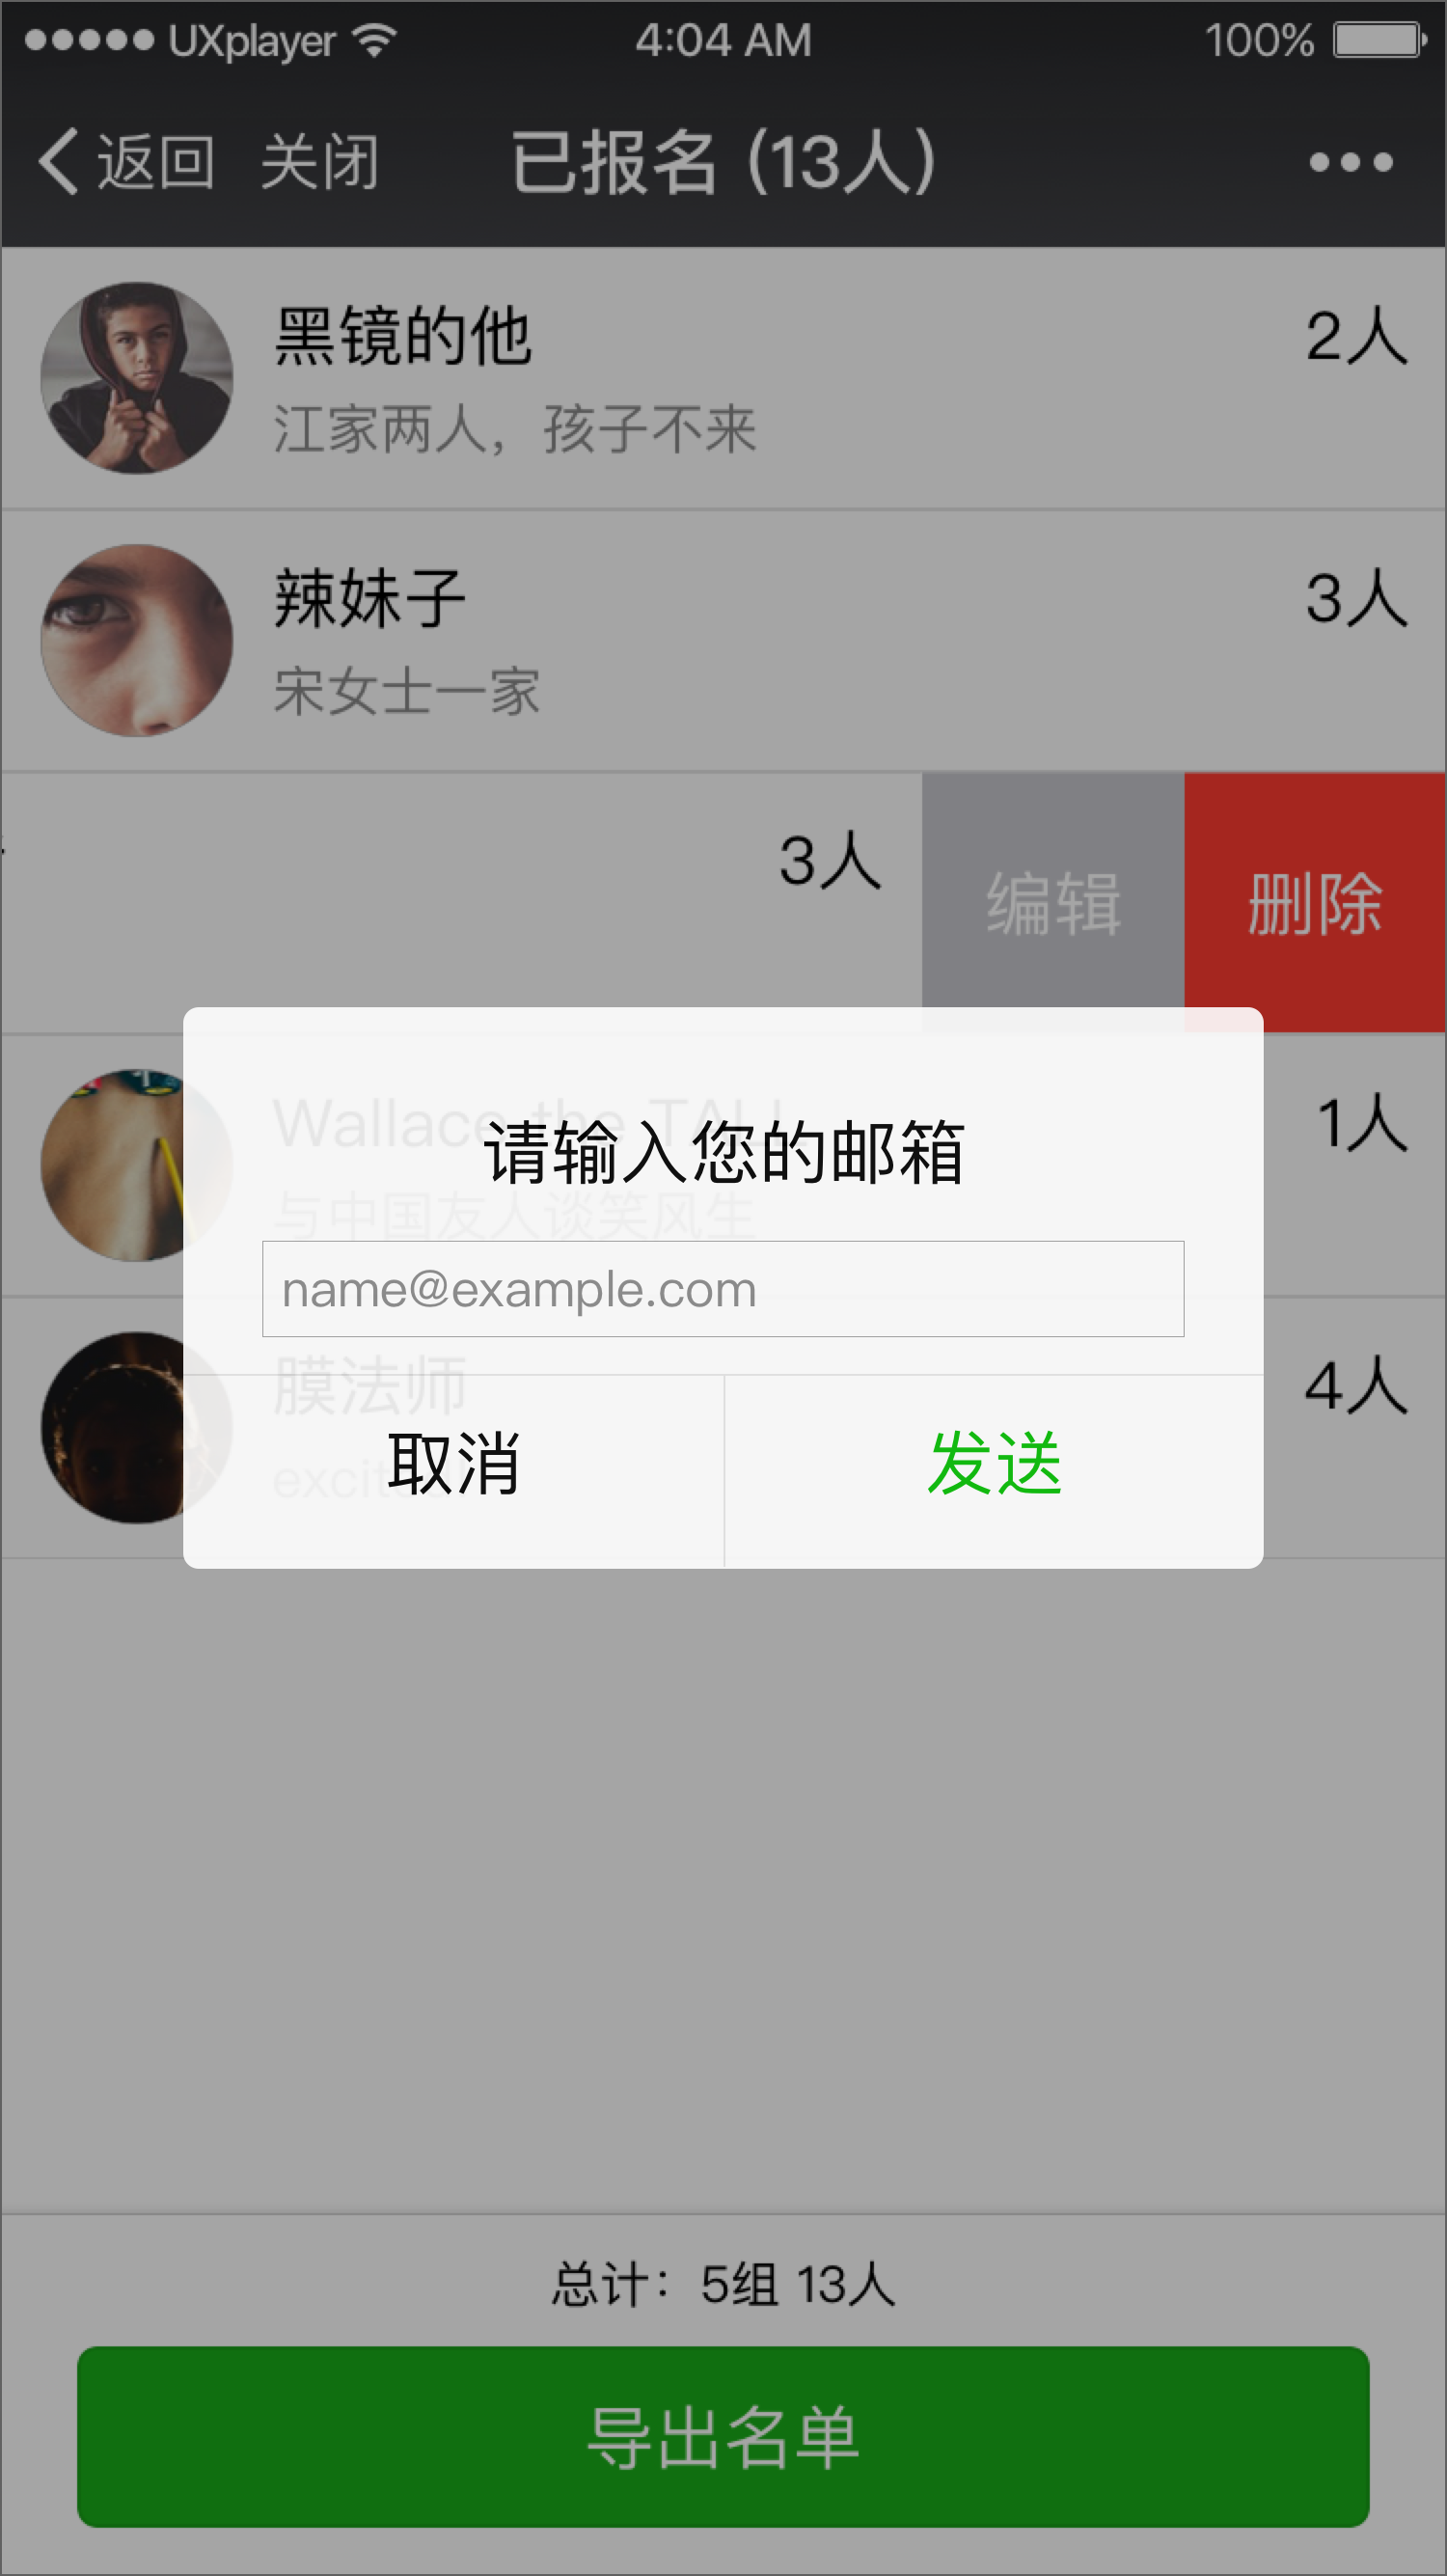 UXplayer 4:04 AM 100%
返回 关闭 已报名 (13人)
黑镜的他 2人
江家两人，孩子不来
辣妹子 3人
宋女士一家
3人 编辑 删除
Wallace the TALL 1人
请输入您的邮箱
与中国友人谈笑风生
name@example.com
膜法师 4人
取消 发送
总计：5组 13人
导出名单